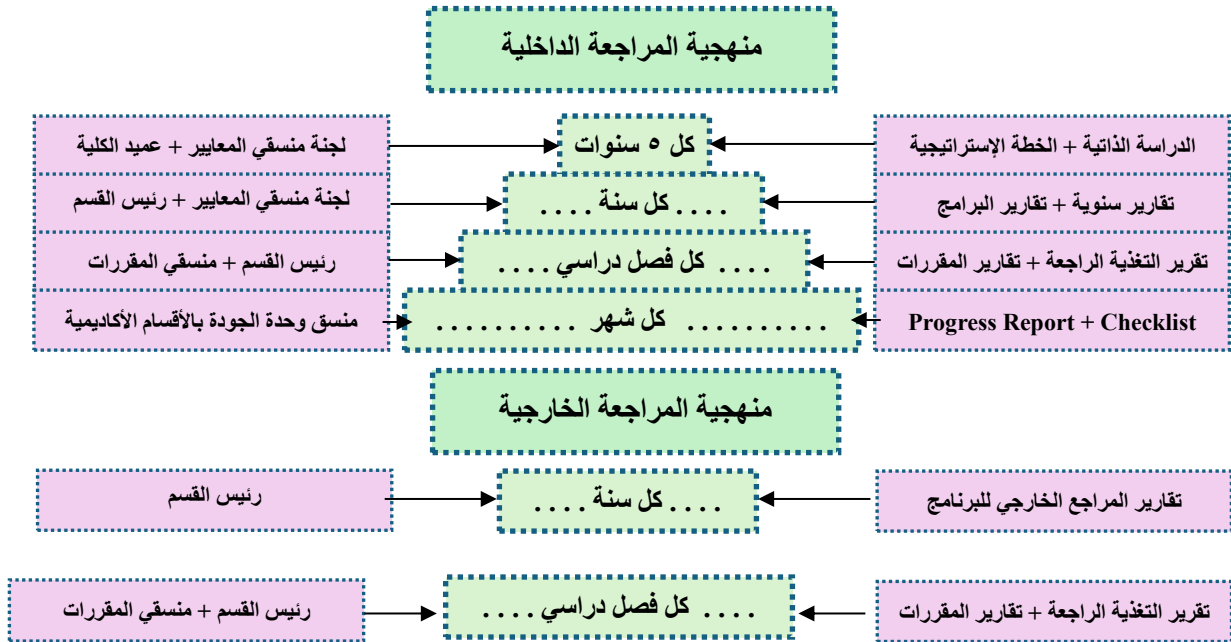 منهجية المراجعة الداخلية
الدراسة الذاتية + الخطة الإستراتيجية
كل ٥ سنوات
لجنة منسقي المعايير + عميد الكلية
تقارير سنوية + تقارير البرامج
. . . . كل سنة . . . .
لجنة منسقي المعايير + رئيس القسم
تقرير التغذية الراجعة + تقارير المقررات
. . . . كل فصل دراسي . . . .
رئيس القسم + منسقي المقررات
Progress Report + Checklist
. . . . . . . . . . كل شهر . . . . . . . . . .
منسق وحدة الجودة بالأقسام الأكاديمية
منهجية المراجعة الخارجية
تقارير المراجع الخارجي للبرنامج
. . . . كل سنة . . . .
رئيس القسم
تقرير التغذية الراجعة + تقارير المقررات
. . . . كل فصل دراسي . . . .
رئيس القسم + منسقي المقررات